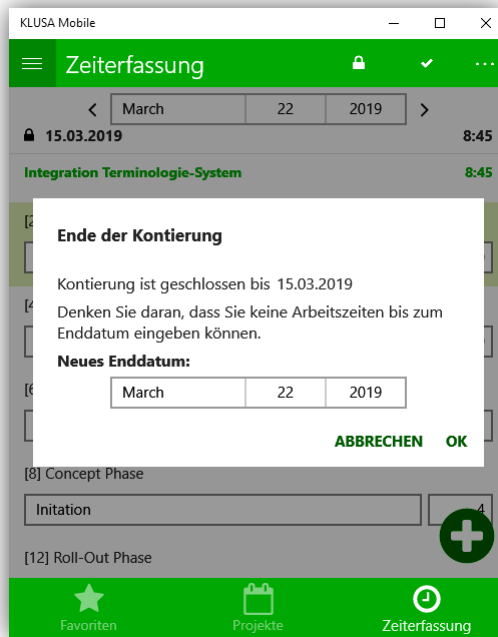 KLUSA Mobile
Zeiterfassung
March 22 2019
15.03.2019 8:45
Integration Terminologie-System 8:45
Ende der Kontierung
Kontierung ist geschlossen bis 15.03.2019
Denken Sie daran, dass Sie keine Arbeitszeiten bis zum
Enddatum eingeben können.
Neues Enddatum:
March 22 2019
ABBRECHEN OK
[8] Concept Phase
Initation 4
[12] Roll-Out Phase
Favoriten Projekte Zeiterfassung